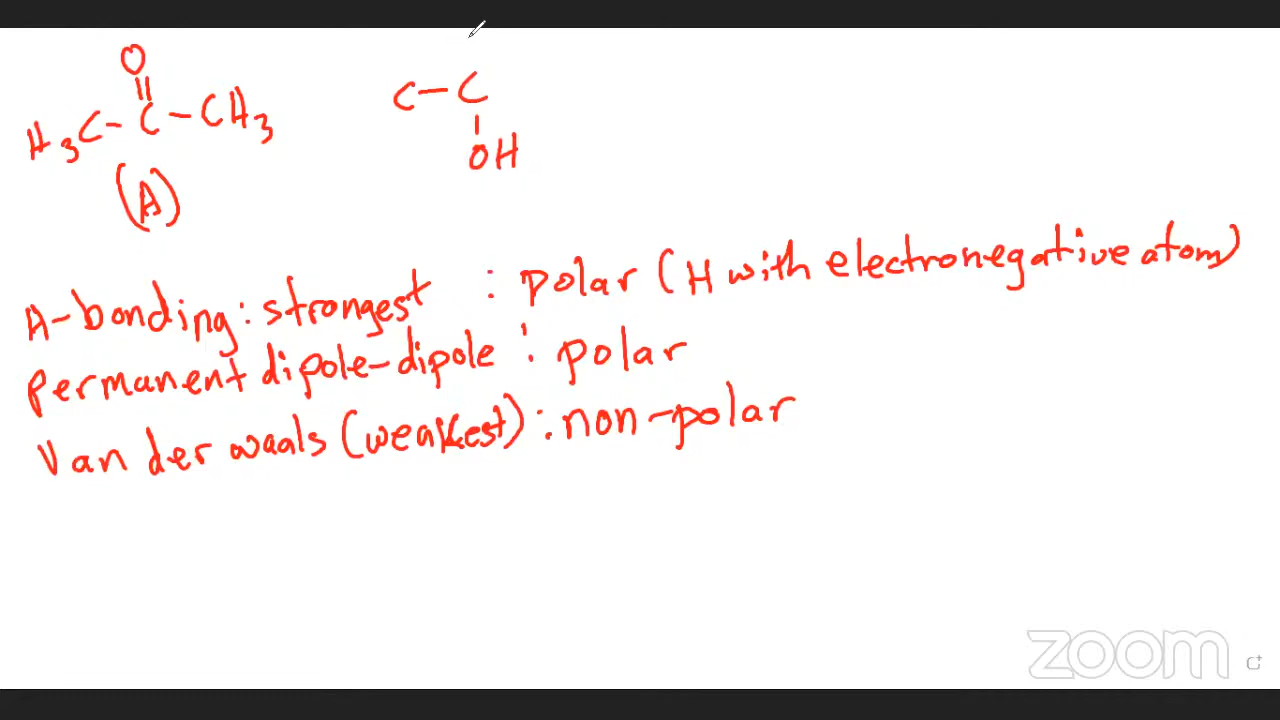 O
||
H3C-C-CH3
(A)
C-C
|
OH
A-bonding: strongest : polar (H with electronegative atom)
Permanent dipole-dipole : polar
Van der waals (weakest): non-polar
zoom